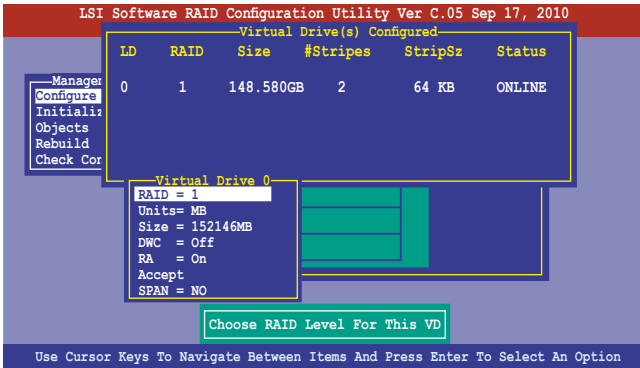 LSI Software RAID Configuration Utility Ver C.05 Sep 17, 2010
Virtual Drive(s) Configured
LD RAID Size #Stripes StripSz Status
0 1 148.580GB 2 64 KB ONLINE
Configure
Objects
Rebuild
Check
Virtual Drive 0
RAID = 1
Units= MB
Size = 152146MB
DWC = Off
RA = On
Accept
SPAN = NO
Choose RAID Level For This VD
Use Cursor Keys To Navigate Between Items And Press Enter To Select An Option